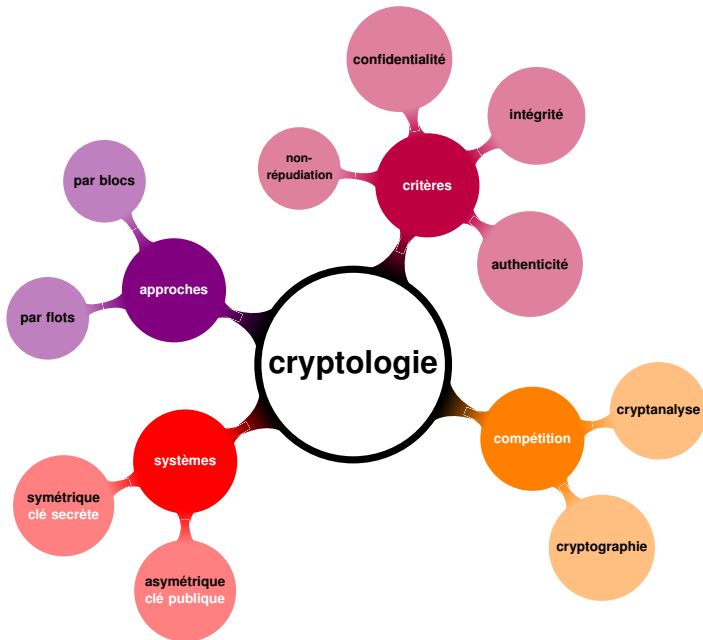 confidentialité
intégrité
non-
répudiation
critères
authenticité
par blocs
approches
par flots
cryptologie
cryptanalyse
compétition
cryptographie
systèmes
symétrique
clé secrète
asymétrique
clé publique